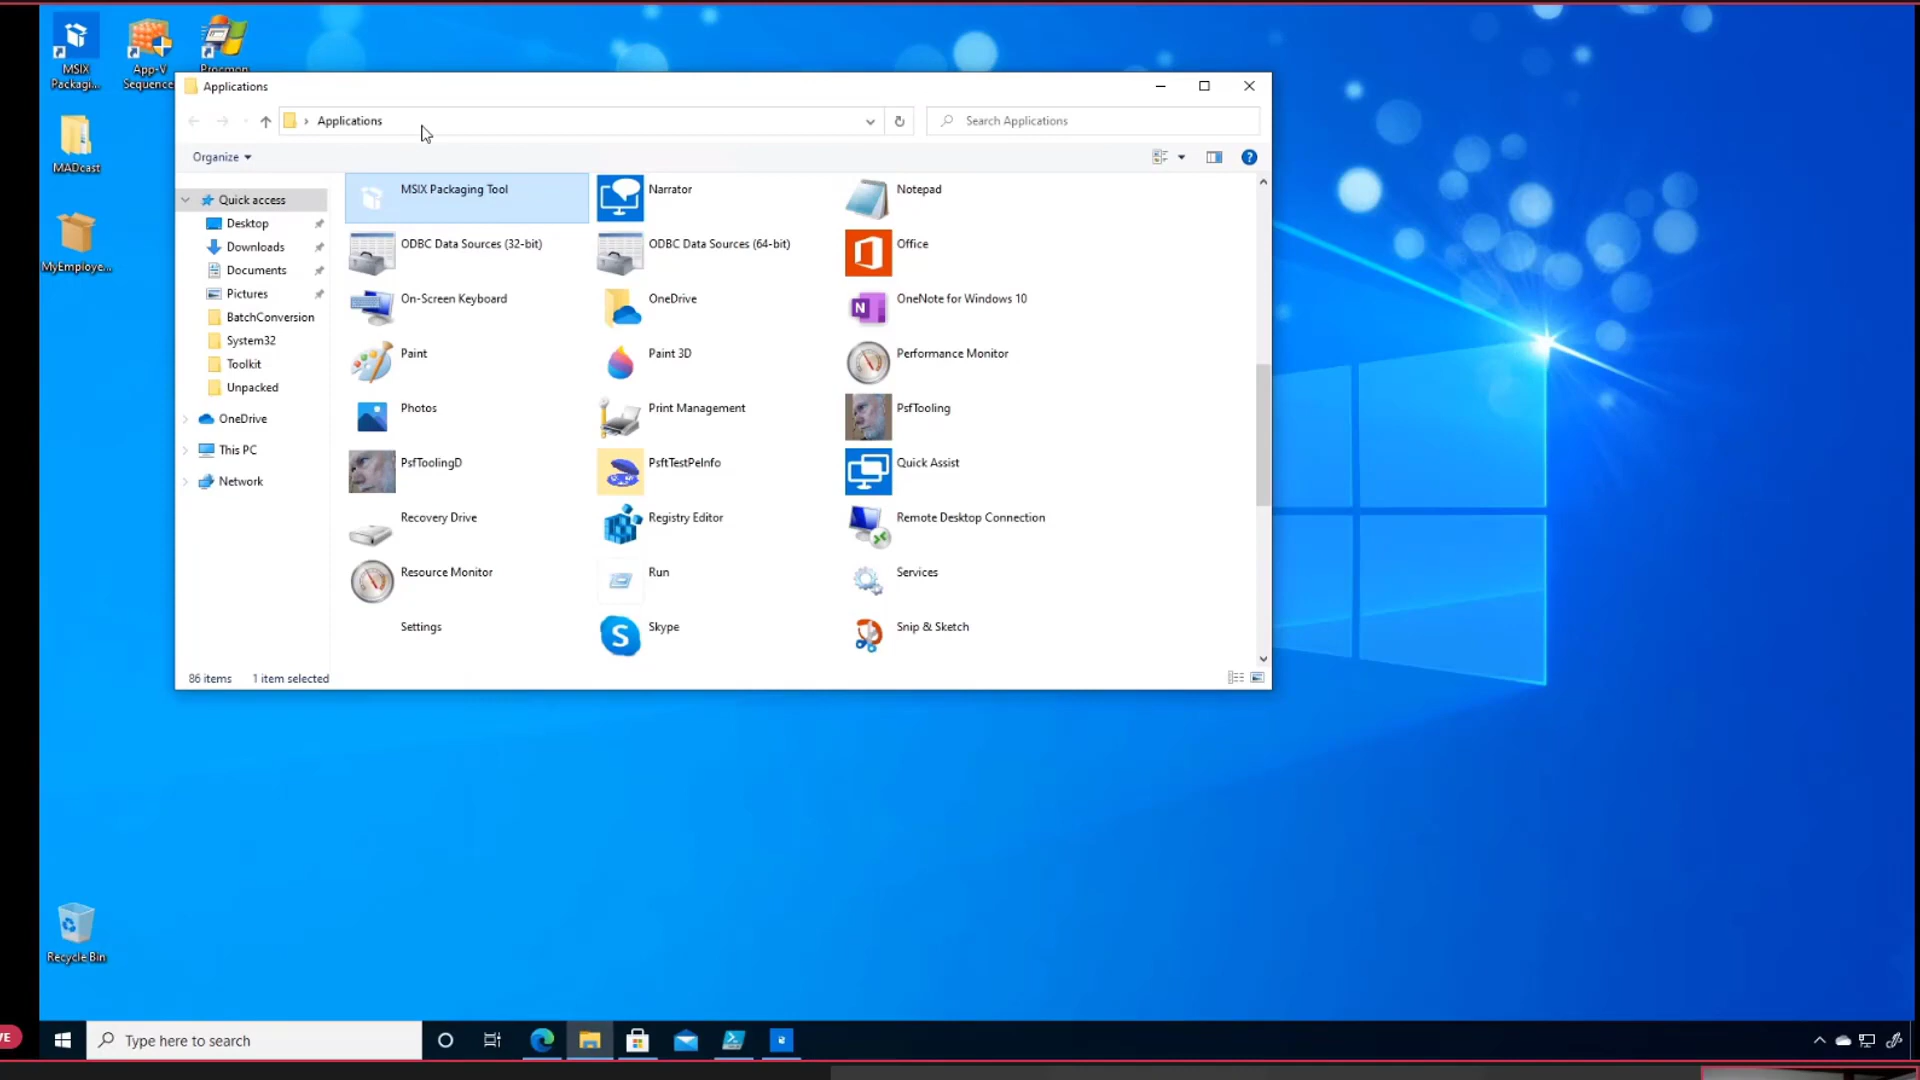 MSIX
Packagi...
App-V
Sequence
Procmon
MADcast
MyEmploye...
Recycle Bin
Applications
Applications
Search Applications
Organize
Quick access
Desktop
Downloads
Documents
Pictures
BatchConversion
System32
Toolkit
Unpacked
OneDrive
This PC
Network
MSIX Packaging Tool
Narrator
Notepad
ODBC Data Sources (32-bit)
ODBC Data Sources (64-bit)
Office
On-Screen Keyboard
OneDrive
OneNote for Windows 10
Paint
Paint 3D
Performance Monitor
Photos
Print Management
PsfTooling
PsfToolingD
PsftTestPeInfo
Quick Assist
Recovery Drive
Registry Editor
Remote Desktop Connection
Resource Monitor
Run
Services
Settings
Skype
Snip & Sketch
86 items 1 item selected
VE
Type here to search